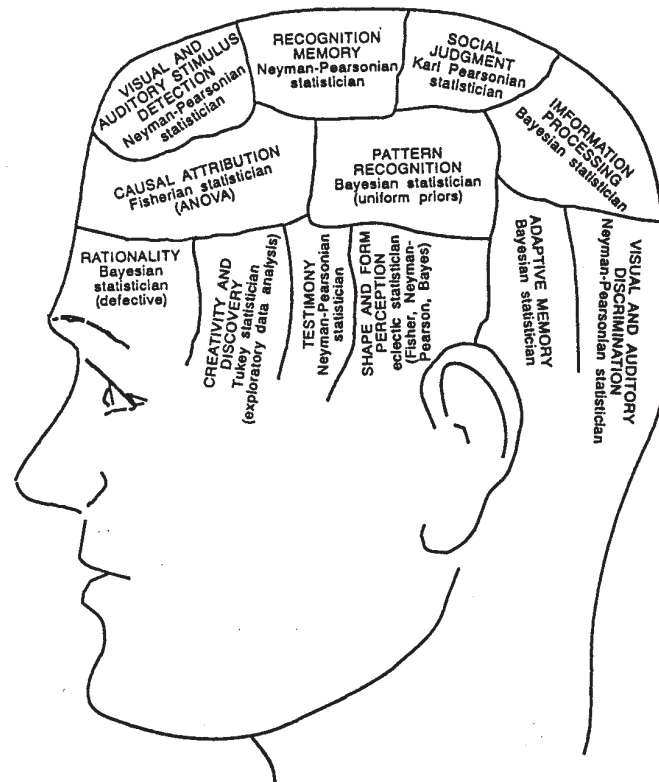 VISUAL AND
AUDITORY STIMULUS
DETECTION
Neyman-Pearsonian
statistician
RECOGNITION
MEMORY
Neyman-Pearsonian
statistician
SOCIAL
JUDGMENT
Karl Pearsonian
statistician
IMFORMATION
PROCESSING
Bayesian statistician
CAUSAL ATTRIBUTION
Fisherian statistician
(ANOVA)
PATTERN
RECOGNITION
Bayesian statistician
(uniform priors)
RATIONALITY
Bayesian
statistician
(defective)
CREATIVITY AND
DISCOVERY
Tukey statistician
(exploratory data analysis)
TESTIMONY
Neyman-Pearsonian
statistician
SHAPE AND FORM
PERCEPTION
eclectic statistician
(Fisher, Neyman-
Pearson, Bayes)
ADAPTIVE MEMORY
Bayesian statistician
VISUAL AND AUDITORY
DISCRIMINATION
Neyman-Pearsonian statistician